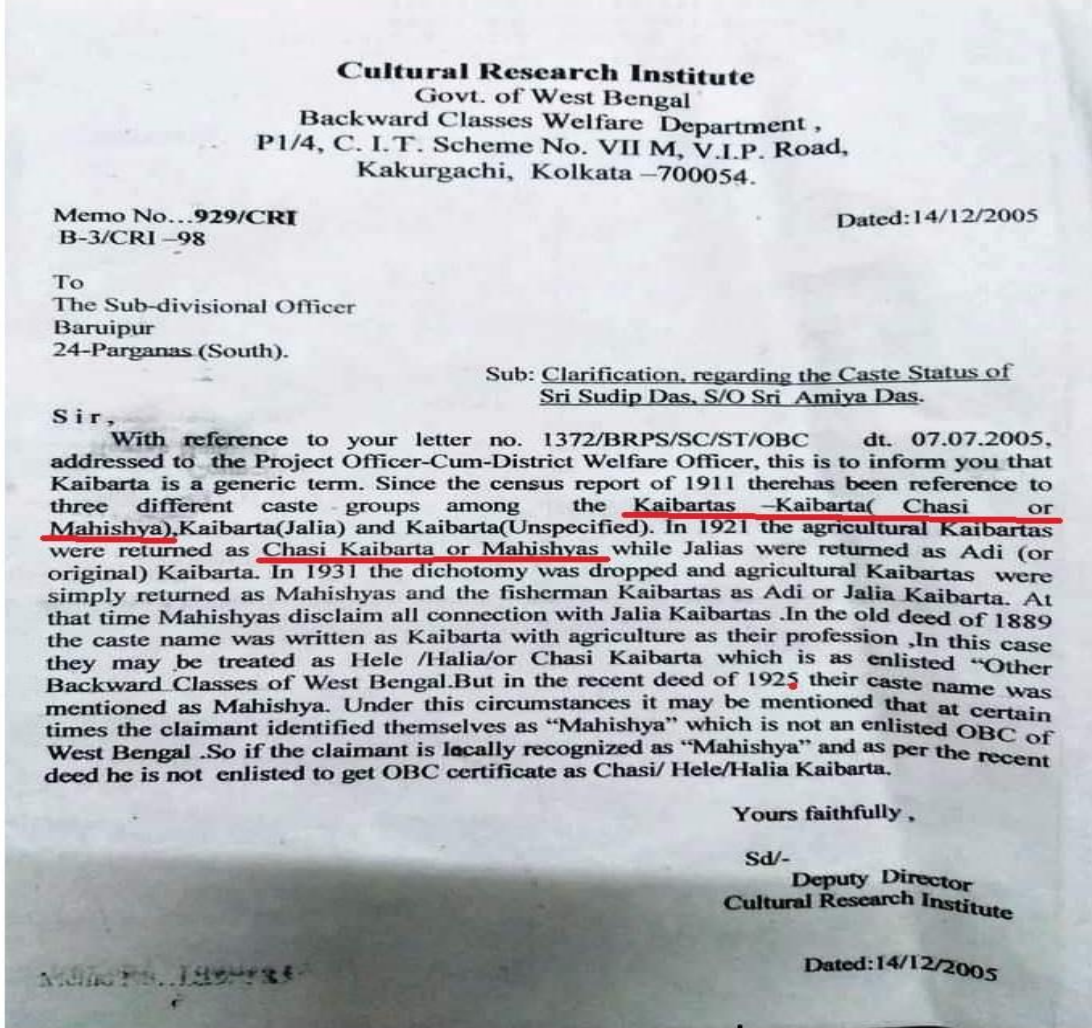 Cultural Research Institute
Govt. of West Bengal
Backward Classes Welfare Department ,
P1/4, C. I.T. Scheme No. VII M, V.I.P. Road,
Kakurgachi, Kolkata –700054.
Memo No...929/CRI Dated:14/12/2005
B-3/CRI –98
To
The Sub-divisional Officer
Baruipur
24-Parganas (South).
Sub: Clarification, regarding the Caste Status of
Sri Sudip Das, S/O Sri Amiya Das.
Sir,
With reference to your letter no. 1372/BRPS/SC/ST/OBC dt. 07.07.2005,
addressed to the Project Officer-Cum-District Welfare Officer, this is to inform you that
Kaibarta is a generic term. Since the census report of 1911 therehas been reference to
three different caste groups among the Kaibartas –Kaibarta( Chasi or
Mahishya),Kaibarta(Jalia) and Kaibarta(Unspecified). In 1921 the agricultural Kaibartas
were returned as Chasi Kaibarta or Mahishyas while Jalias were returned as Adi (or
original) Kaibarta. In 1931 the dichotomy was dropped and agricultural Kaibartas were
simply returned as Mahishyas and the fisherman Kaibartas as Adi or Jalia Kaibarta. At
that time Mahishyas disclaim all connection with Jalia Kaibartas .In the old deed of 1889
the caste name was written as Kaibarta with agriculture as their profession ,In this case
they may be treated as Hele /Halia/or Chasi Kaibarta which is as enlisted "Other
Backward Classes of West Bengal.But in the recent deed of 1925 their caste name was
mentioned as Mahishya. Under this circumstances it may be mentioned that at certain
times the claimant identified themselves as "Mahishya" which is not an enlisted OBC of
West Bengal .So if the claimant is locally recognized as "Mahishya" and as per the recent
deed he is not enlisted to get OBC certificate as Chasi/ Hele/Halia Kaibarta.
Yours faithfully ,
Sd/-
Deputy Director
Cultural Research Institute
Dated:14/12/2005